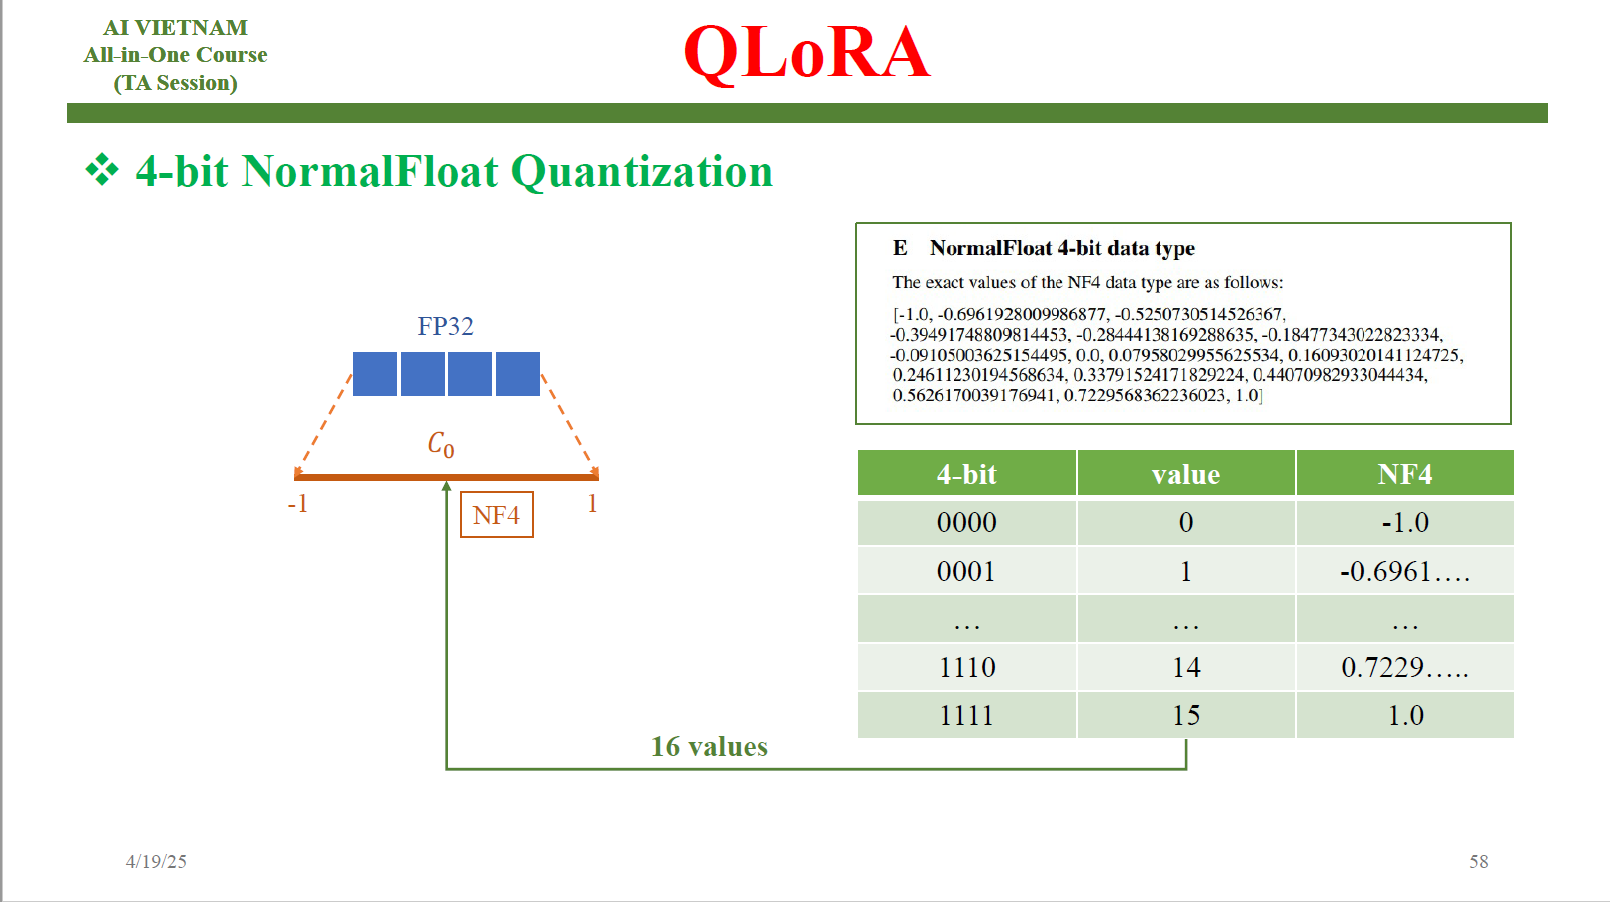 AI VIETNAM
All-in-One Course
(TA Session)
QLoRA
❖ 4-bit NormalFloat Quantization
FP32
C₀
-1
1
NF4
E NormalFloat 4-bit data type
The exact values of the NF4 data type are as follows:
[-1.0, -0.6961928009986877, -0.5250730514526367,
-0.39491748809814453, -0.28444138169288635, -0.18477343022823334,
-0.09105003625154495, 0.0, 0.07958029955625534, 0.16093020141124725,
0.24611230194568634, 0.33791524171829224, 0.44070982933044434,
0.5626170039176941, 0.7229568362236023, 1.0]
4-bit value NF4
0000 0 -1.0
0001 1 -0.6961….
… … …
1110 14 0.7229…..
1111 15 1.0
16 values
4/19/25
58